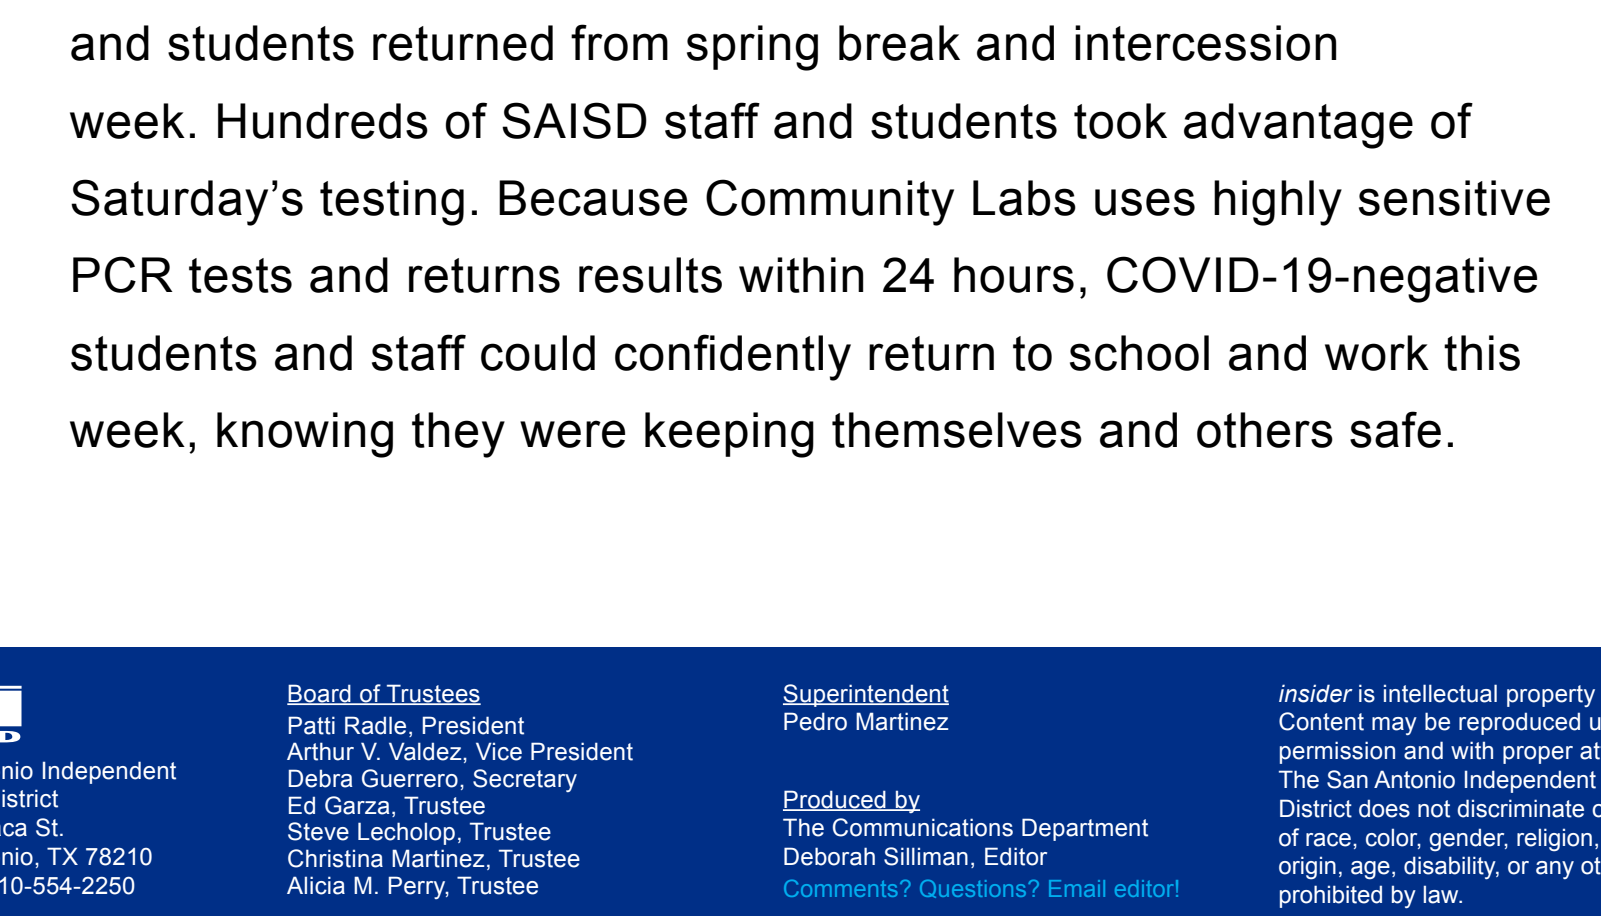 and students returned from spring break and intercession
week. Hundreds of SAISD staff and students took advantage of
Saturday’s testing. Because Community Labs uses highly sensitive
PCR tests and returns results within 24 hours, COVID-19-negative
students and staff could confidently return to school and work this
week, knowing they were keeping themselves and others safe.
D
nio Independent
istrict
ca St.
nio, TX 78210
10-554-2250
Board of Trustees
Patti Radle, President
Arthur V. Valdez, Vice President
Debra Guerrero, Secretary
Ed Garza, Trustee
Steve Lecholop, Trustee
Christina Martinez, Trustee
Alicia M. Perry, Trustee
Superintendent
Pedro Martinez
Produced by
The Communications Department
Deborah Silliman, Editor
Comments? Questions? Email editor!
insider is intellectual property
Content may be reproduced u
permission and with proper at
The San Antonio Independent
District does not discriminate o
of race, color, gender, religion,
origin, age, disability, or any ot
prohibited by law.